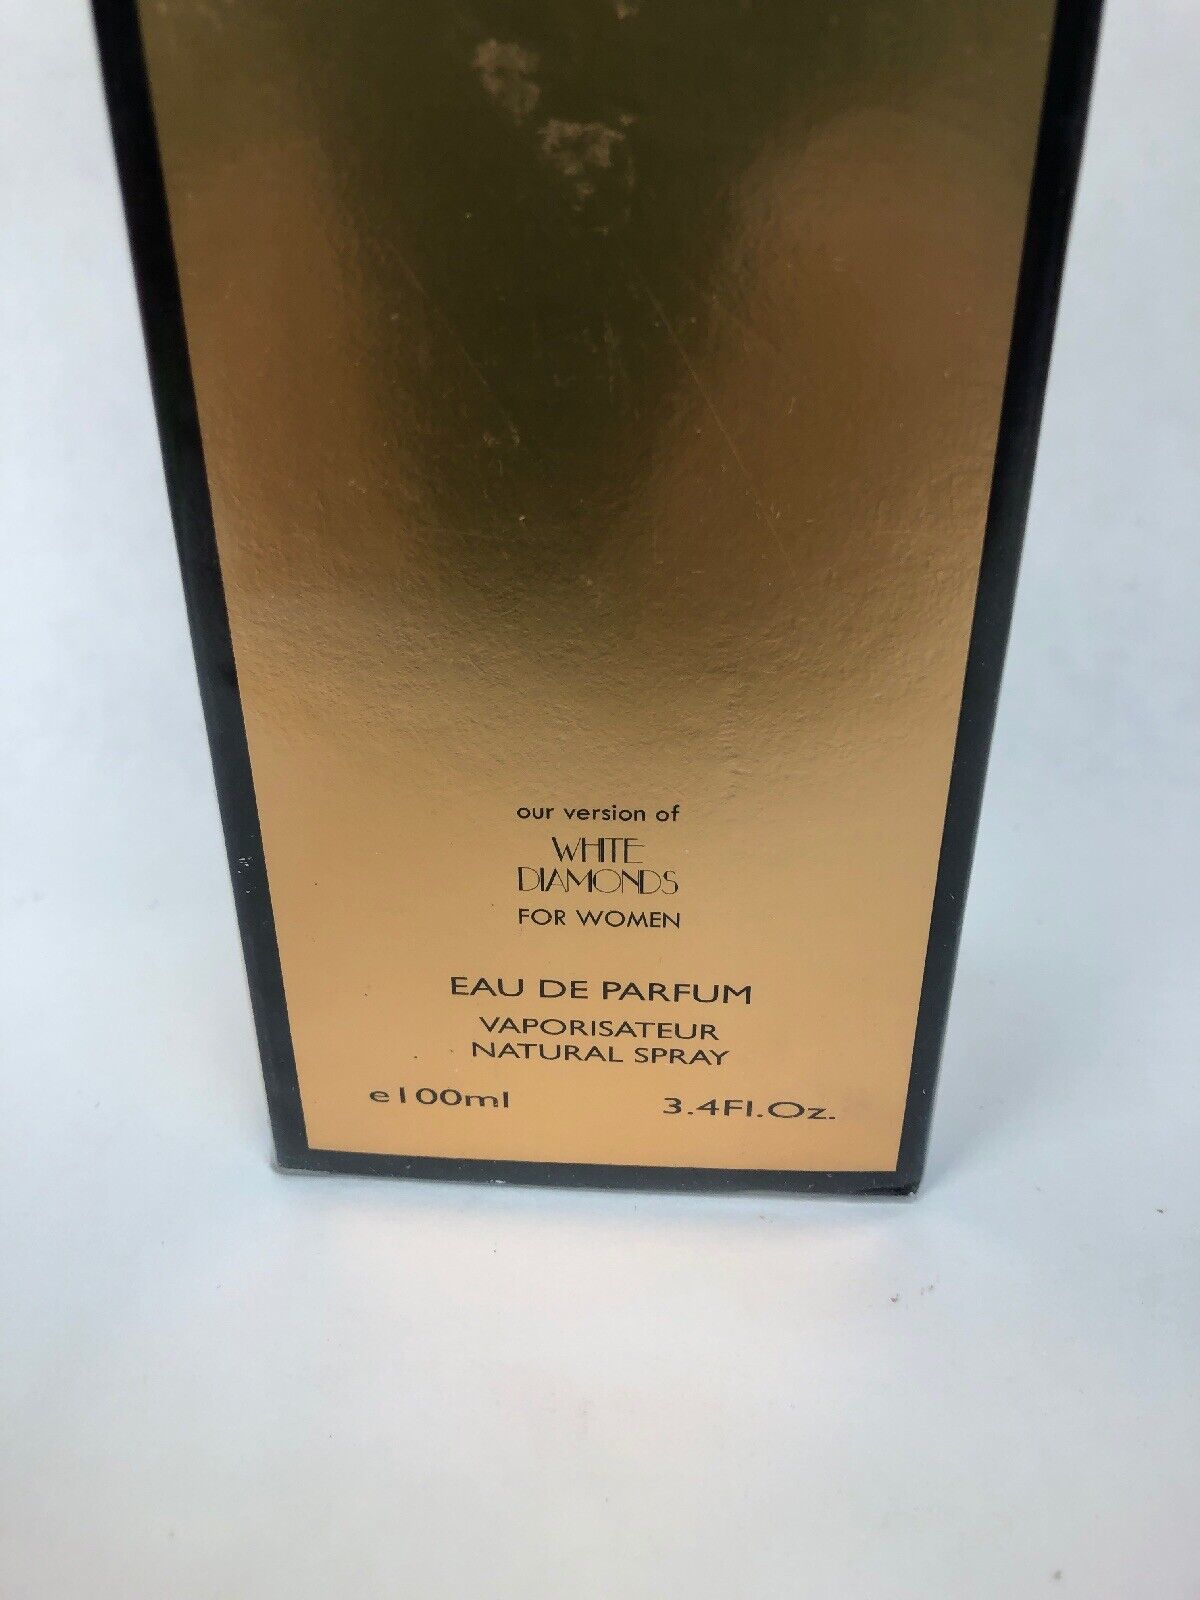 our version of
WHITE
DIAMONDS
FOR WOMEN
EAU DE PARFUM
VAPORISATEUR
NATURAL SPRAY
e100ml 3.4Fl.Oz.